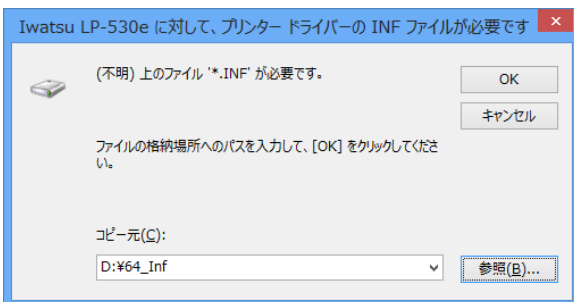 Iwatsu LP-530e に対して、プリンター ドライバーの INF ファイルが必要です
(不明) 上のファイル '*.INF' が必要です。
OK
キャンセル
ファイルの格納場所へのパスを入力して、[OK] をクリックしてくださ
い。
コピー元(C):
D:¥64_Inf
参照(B)...